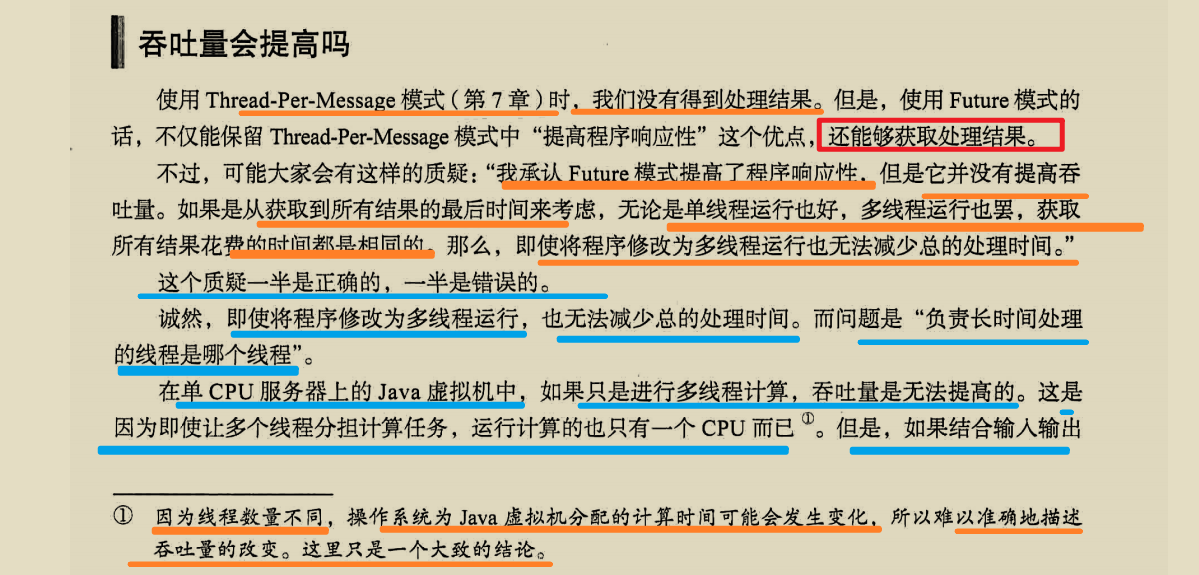 吞吐量会提高吗
使用 Thread-Per-Message 模式（第 7 章）时，我们没有得到处理结果。但是，使用 Future 模式的
话，不仅能保留 Thread-Per-Message 模式中“提高程序响应性”这个优点，还能够获取处理结果。
不过，可能大家会有这样的质疑：“我承认 Future 模式提高了程序响应性，但是它并没有提高吞
吐量。如果是从获取到所有结果的最后时间来考虑，无论是单线程运行也好，多线程运行也罢，获取
所有结果花费的时间都是相同的。那么，即使将程序修改为多线程运行也无法减少总的处理时间。”
这个质疑一半是正确的，一半是错误的。
诚然，即使将程序修改为多线程运行，也无法减少总的处理时间。而问题是“负责长时间处理
的线程是哪个线程”。
在单 CPU 服务器上的 Java 虚拟机中，如果只是进行多线程计算，吞吐量是无法提高的。这是
因为即使让多个线程分担计算任务，运行计算的也只有一个 CPU 而已①。但是，如果结合输入输出
① 因为线程数量不同，操作系统为 Java 虚拟机分配的计算时间可能会发生变化，所以难以准确地描述
吞吐量的改变。这里只是一个大致的结论。